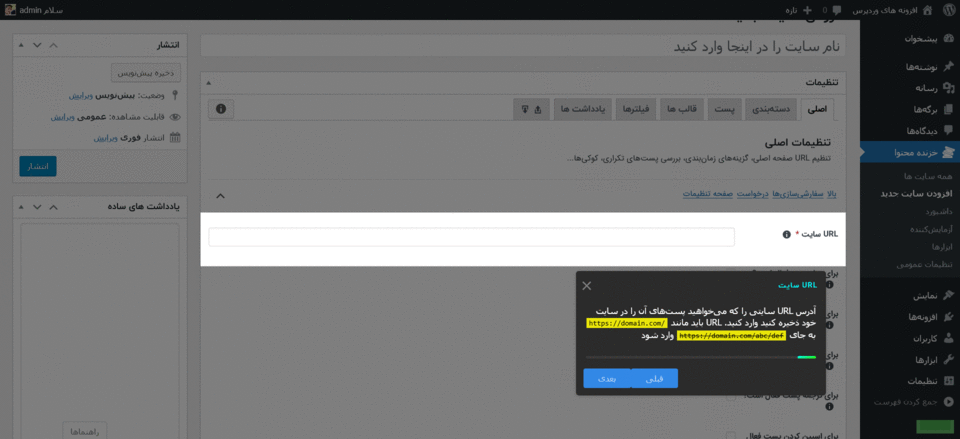 افزونه های وردپرس
0
تازه
سلام admin
پیشخوان
نوشته‌ها
رسانه
برگه‌ها
دیدگاه‌ها
خزنده محتوا
همه سایت ها
افزودن سایت جدید
داشبورد
آزمایش‌کننده
ابزارها
تنظیمات عمومی
نمایش
افزونه‌ها
کاربران
ابزارها
تنظیمات
جمع کردن فهرست
نام سایت را در اینجا وارد کنید
تنظیمات
اصلی
دسته‌بندی
پست
قالب ها
فیلترها
یادداشت ها
تنظیمات اصلی
تنظیم URL صفحه اصلی، گزینه‌های زمان‌بندی، بررسی پست‌های تکراری، کوکی‌ها...
بالا سفارشی‌سازی‌ها درخواست صفحه تنظیمات
URL سایت *
URL سایت
آدرس URL سایتی را که می‌خواهید پست‌های آن را در سایت
خود ذخیره کنید وارد کنید. URL باید مانند https://domain.com/
به جای https://domain.com/abc/def وارد شود
قبلی
بعدی
برای
برای
برای
برای ترجمه پست فعال است؟
برای اسپین کردن پست فعال
انتشار
ذخیره پیش‌نویس
وضعیت: پیش‌نویس ویرایش
قابلیت مشاهده: عمومی ویرایش
انتشار فوری ویرایش
انتشار
یادداشت های ساده
راهنماها